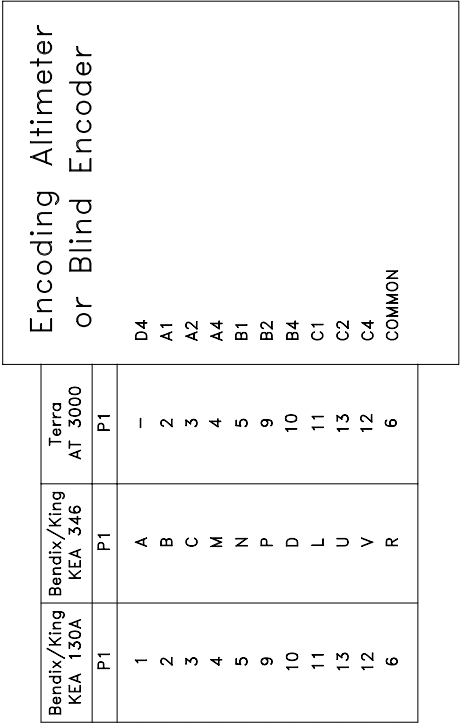 Encoding Altimeter
or Blind Encoder
Bendix/King KEA 130A Bendix/King KEA 346 Terra AT 3000
P1 P1 P1
1 A – D4
2 B 2 A1
3 C 3 A2
4 M 4 A4
5 N 5 B1
9 P 9 B2
10 D 10 B4
11 L 11 C1
13 U 13 C2
12 V 12 C4
6 R 6 COMMON